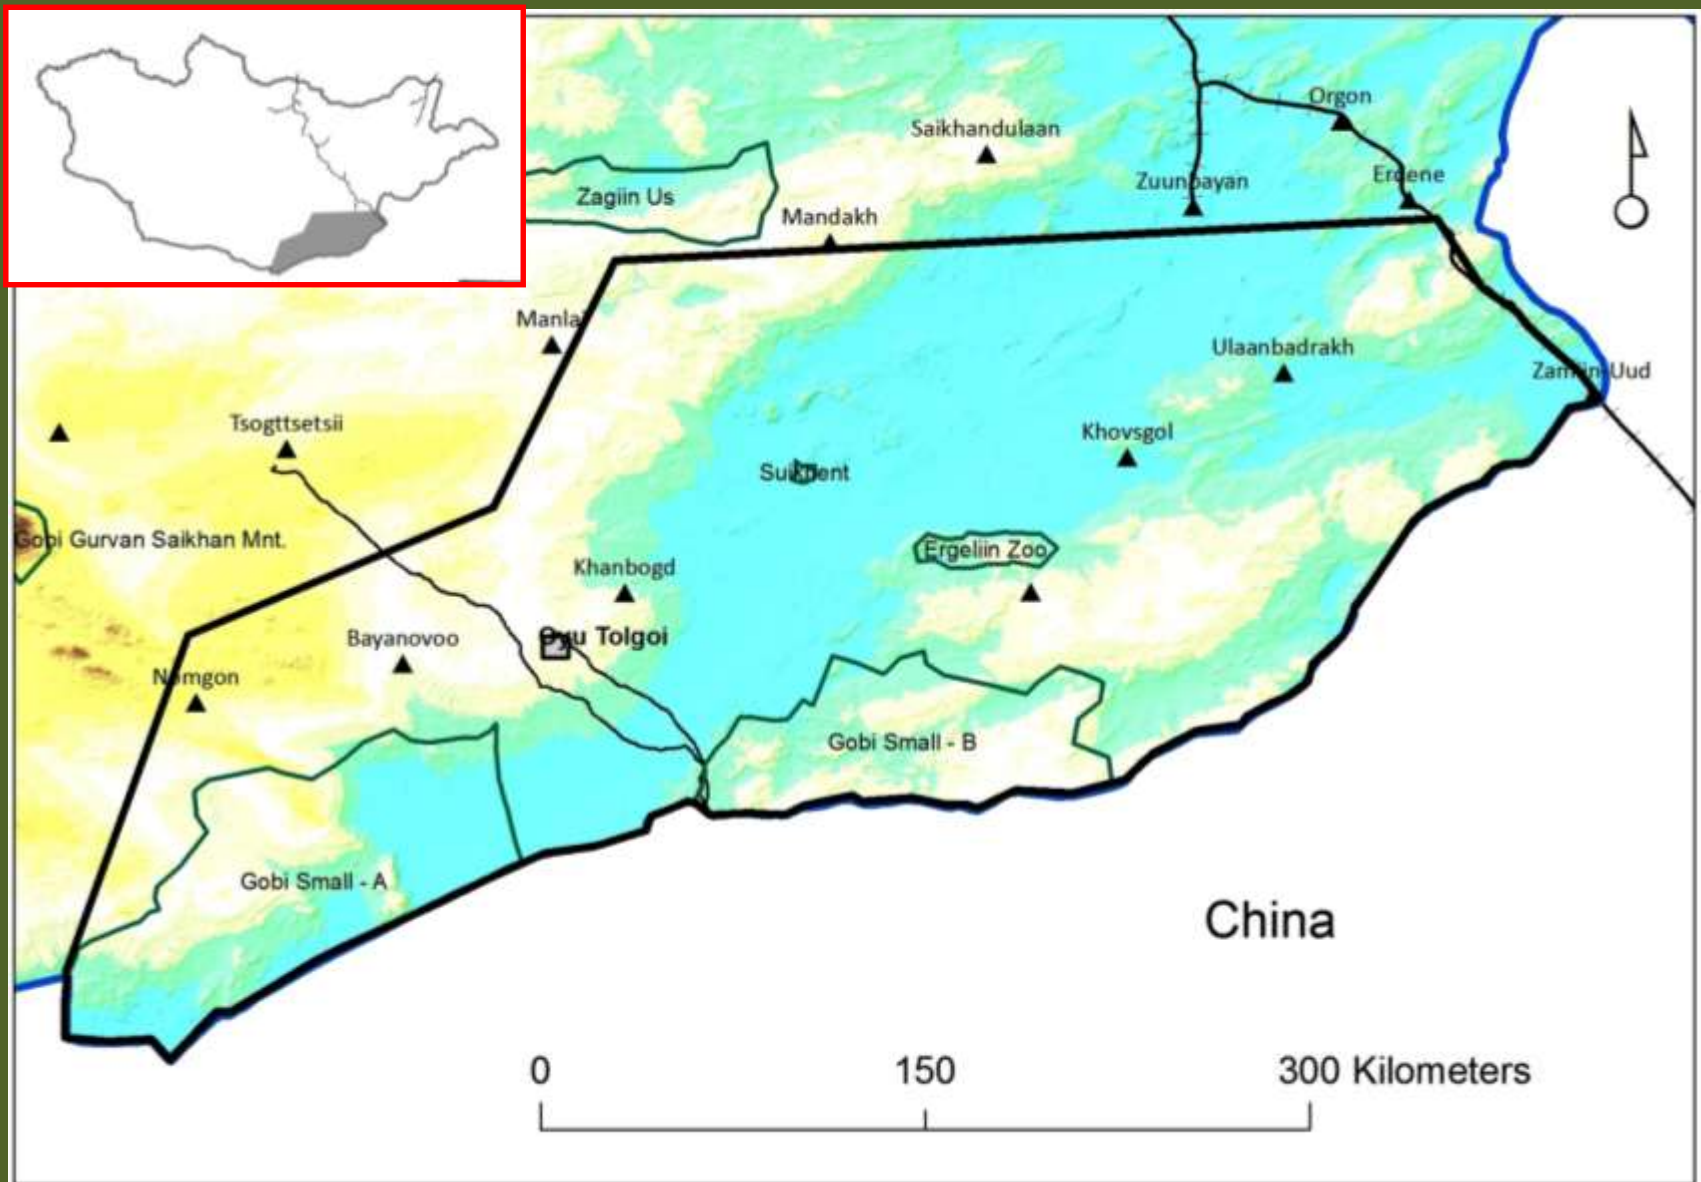 Orgon
Saikhandulaan
Zuunbayan
Erdene
Zagiin Us
Mandakh
Manlai
Ulaanbadrakh
Zamiin-Uud
Tsogttsetsii
Khovsgol
Suikhent
Gobi Gurvan Saikhan Mnt.
Ergeliin Zoo
Khanbogd
Oyu Tolgoi
Bayanovoo
Nomgon
Gobi Small - B
Gobi Small - A
China
0 150 300 Kilometers